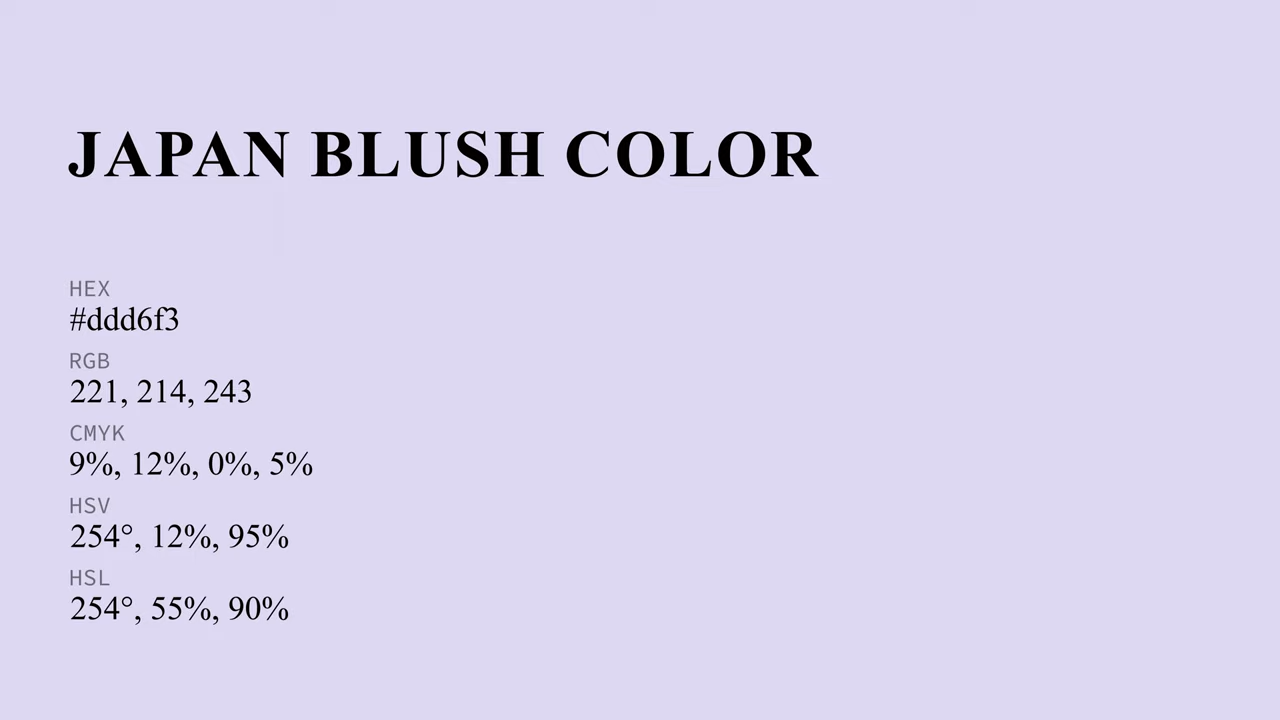 JAPAN BLUSH COLOR
HEX
#ddd6f3
RGB
221, 214, 243
CMYK
9%, 12%, 0%, 5%
HSV
254°, 12%, 95%
HSL
254°, 55%, 90%